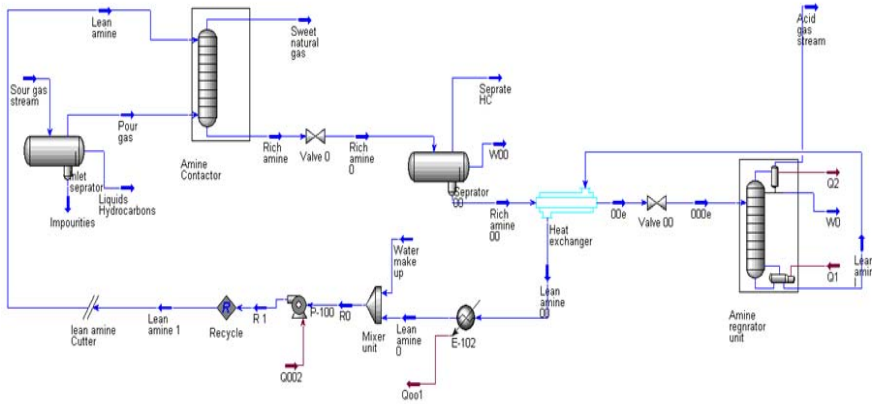 Lean
amine
Sweet
natural
gas
Acid
gas
stream
Sour gas
stream
Pour
gas
Inlet
seprator
Liquids
Hydrocarbons
Impourities
Amine
Contactor
Rich
amine
Valve 0
Rich
amine
0
Seprate
HC
W00
Seprator
00
Rich
amine
00
Heat
exchanger
00e
Valve 00
000e
Q2
W0
Q1
Lean
Amine
regnrator
unit
Lean
amine
00
Water
make
up
Lean
amine
0
E-102
Qoo1
Mixer
unit
R0
P-100
Q002
R 1
R
Recycle
Lean
amine 1
lean amine
Cutter